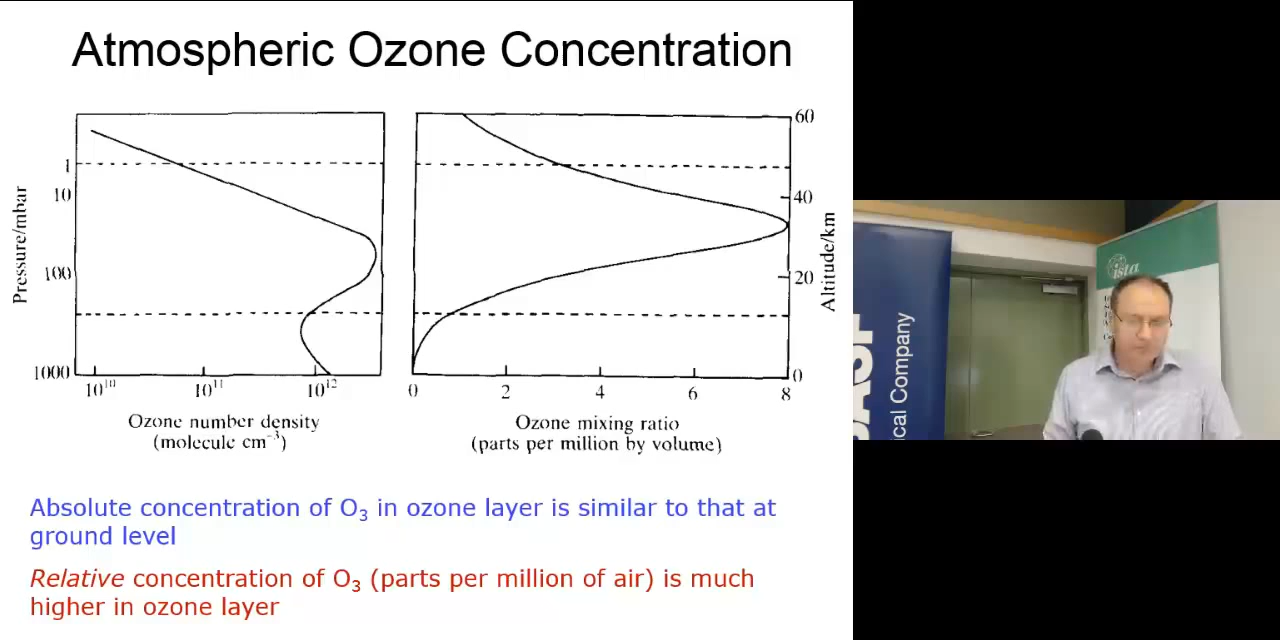 Atmospheric Ozone Concentration
Pressure/mbar
1
10
100
1000
10¹⁰
10¹¹
10¹²
Ozone number density
(molecule cm⁻³)
0
2
4
6
8
Ozone mixing ratio
(parts per million by volume)
60
40
20
0
Altitude/km
Absolute concentration of O₃ in ozone layer is similar to that at
ground level
Relative concentration of O₃ (parts per million of air) is much
higher in ozone layer
ista
BASF
ical Company